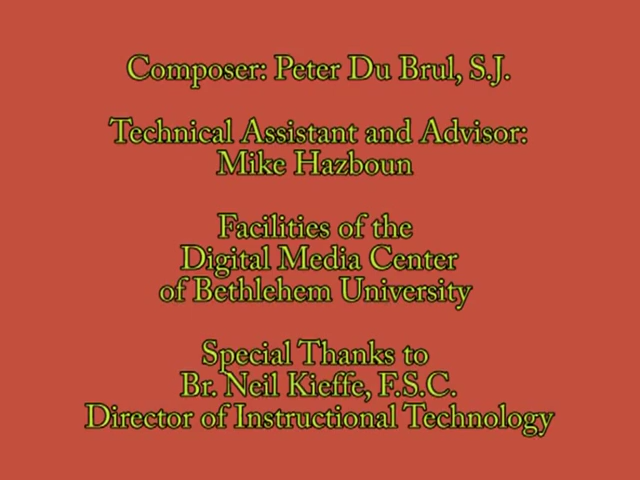 Composer: Peter Du Brul, S.J.
Technical Assistant and Advisor:
Mike Hazboun
Facilities of the
Digital Media Center
of Bethlehem University
Special Thanks to
Br. Neil Kieffe, F.S.C.
Director of Instructional Technology